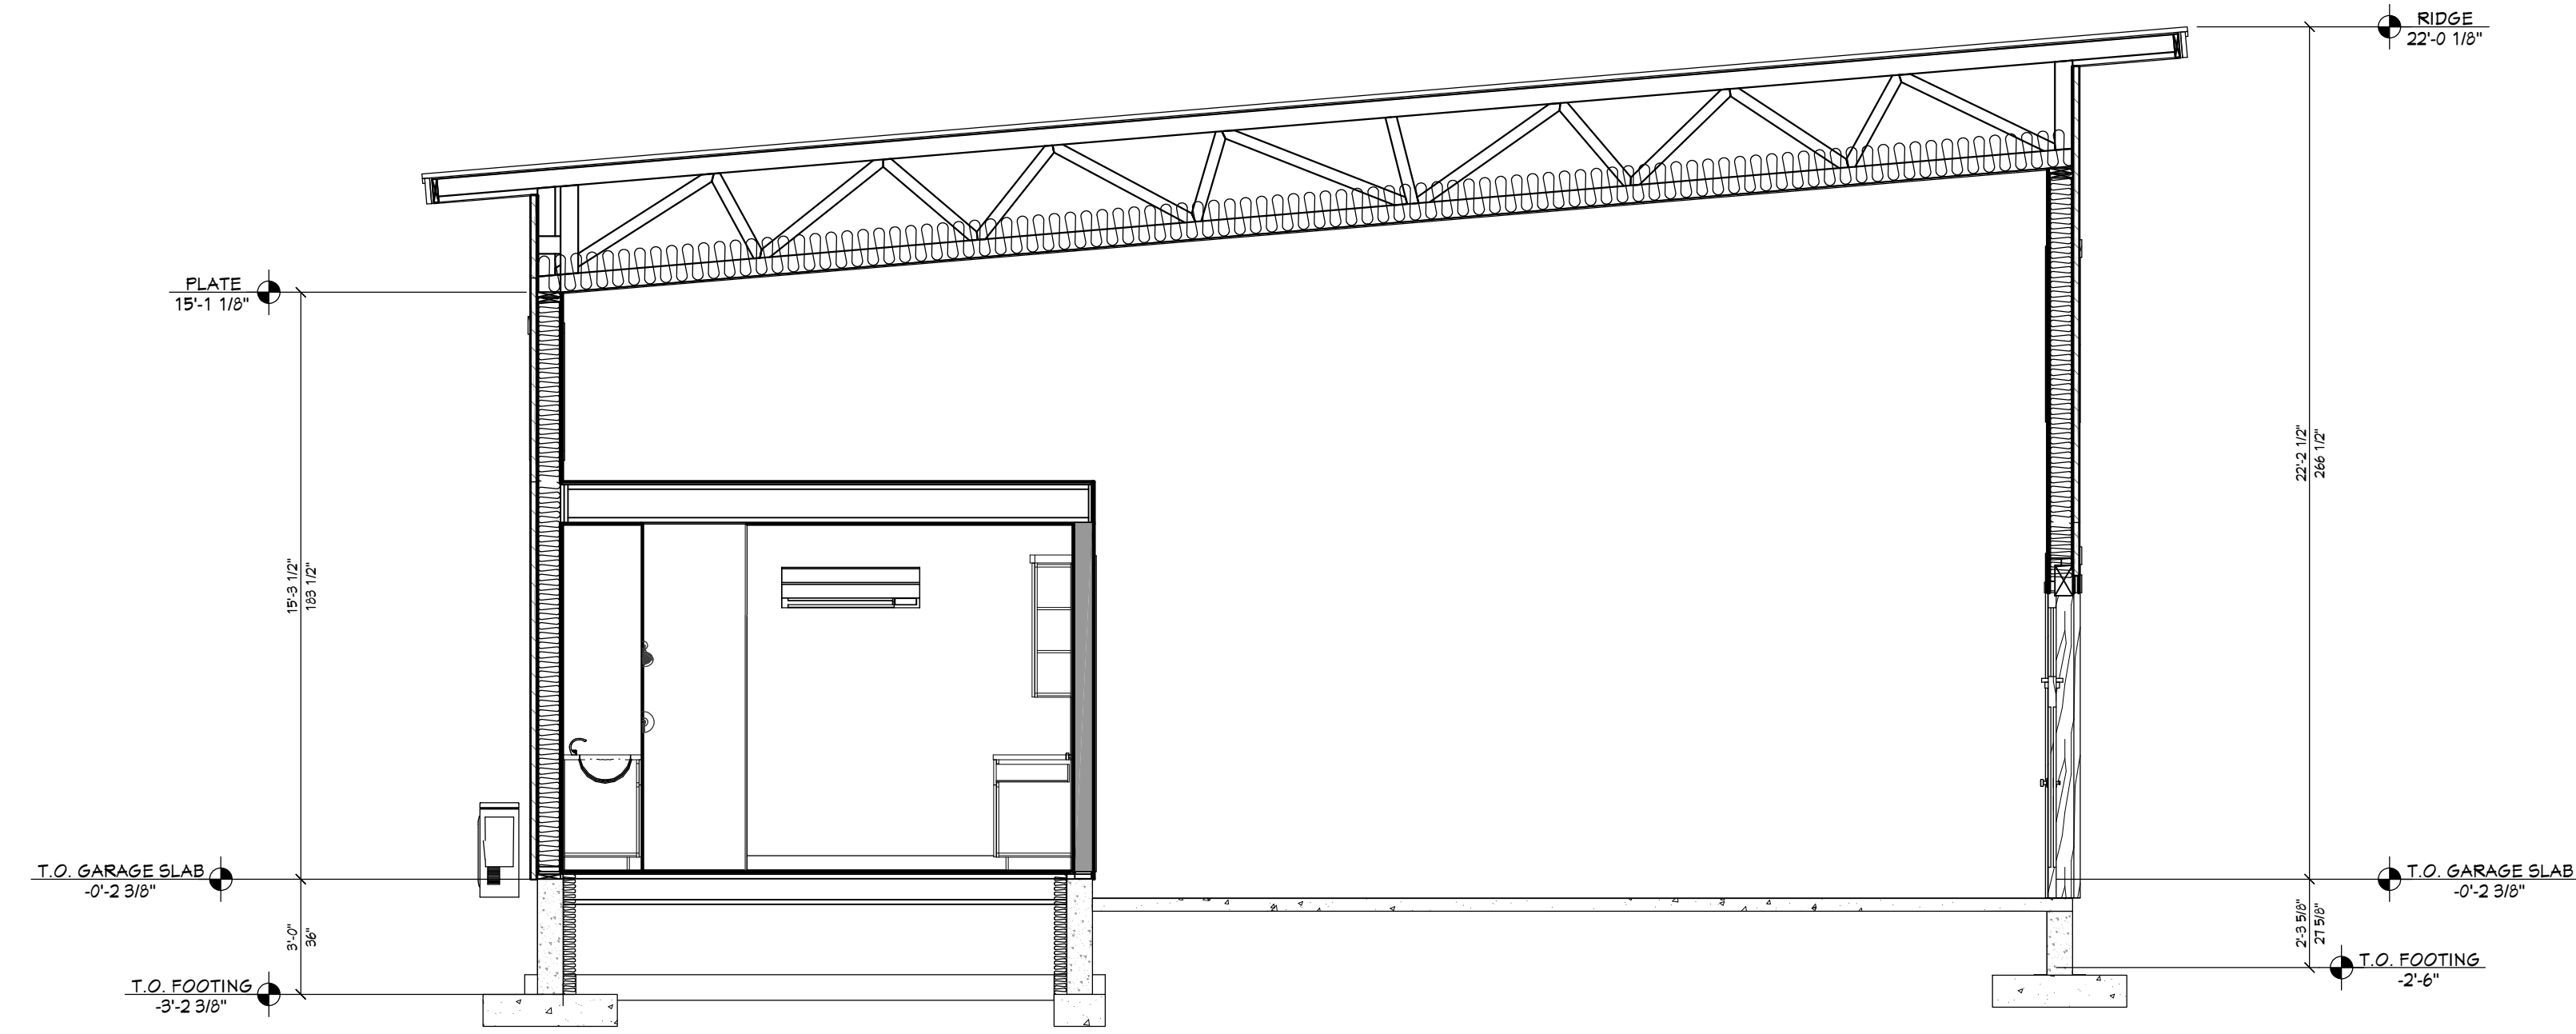 RIDGE
22'-0 1/8"
PLATE
15'-1 1/8"
22'-2 1/2"
266 1/2"
15'-3 1/2"
183 1/2"
T.O. GARAGE SLAB
-0'-2 3/8"
T.O. GARAGE SLAB
-0'-2 3/8"
3'-0"
36"
2'-3 5/8"
27 5/8"
T.O. FOOTING
-3'-2 3/8"
T.O. FOOTING
-2'-6"